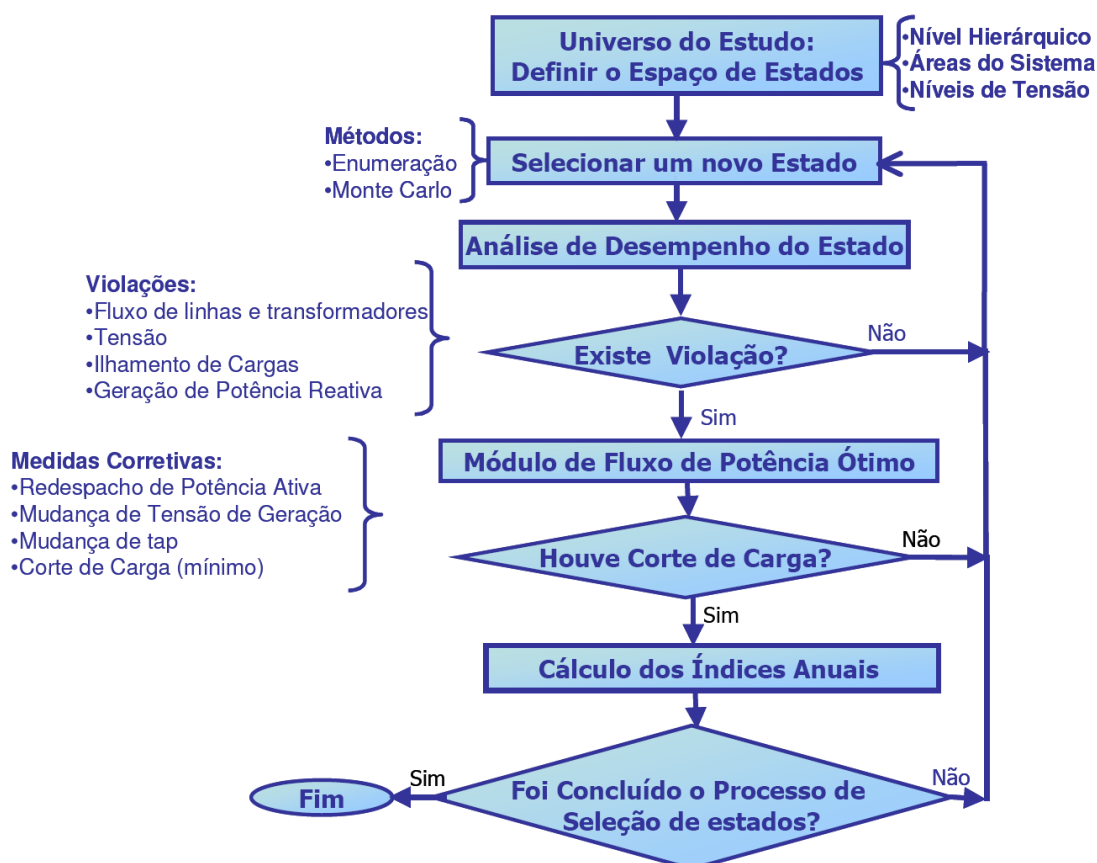 Universo do Estudo:
Definir o Espaço de Estados
•Nível Hierárquico
•Áreas do Sistema
•Níveis de Tensão
Métodos:
•Enumeração
•Monte Carlo
Selecionar um novo Estado
Análise de Desempenho do Estado
Violações:
•Fluxo de linhas e transformadores
•Tensão
•Ilhamento de Cargas
•Geração de Potência Reativa
Existe Violação?
Não
Sim
Módulo de Fluxo de Potência Ótimo
Medidas Corretivas:
•Redespacho de Potência Ativa
•Mudança de Tensão de Geração
•Mudança de tap
•Corte de Carga (mínimo)
Houve Corte de Carga?
Não
Sim
Cálculo dos Índices Anuais
Foi Concluído o Processo de
Seleção de estados?
Sim
Não
Fim